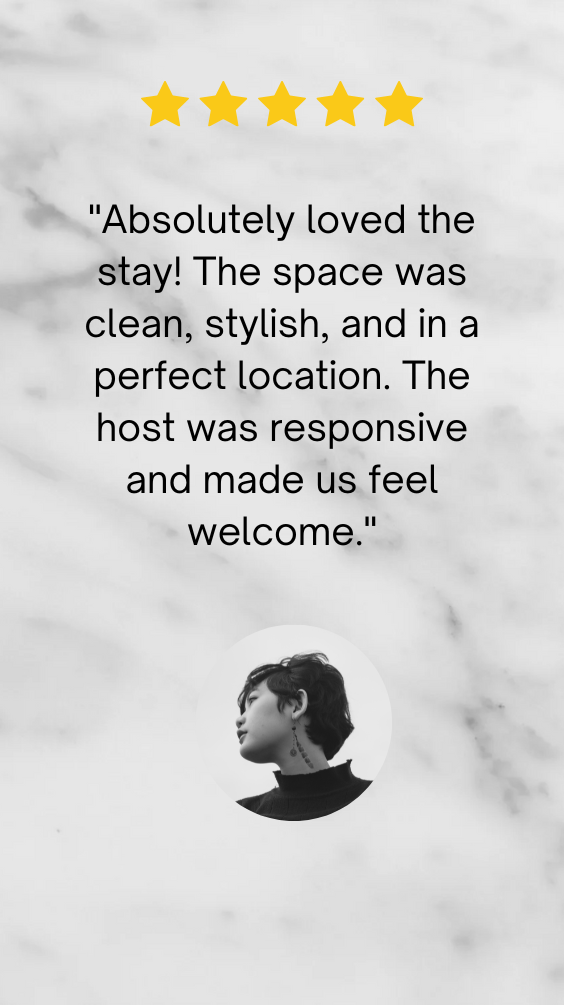 "Absolutely loved the
stay! The space was
clean, stylish, and in a
perfect location. The
host was responsive
and made us feel
welcome."